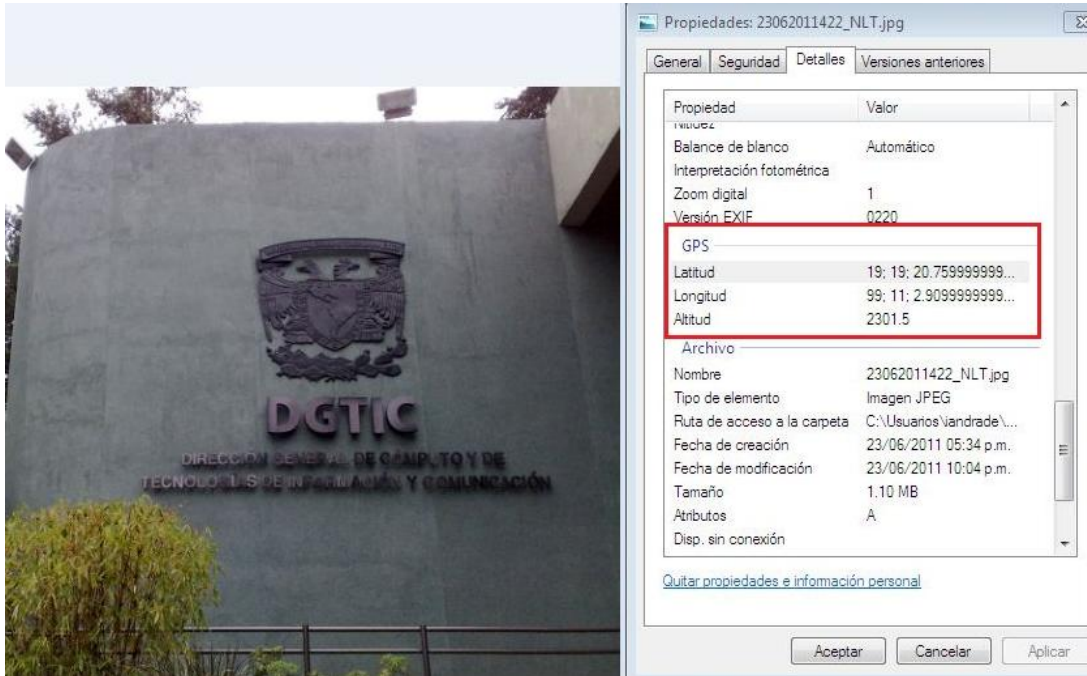 DGTIC
DIRECCIÓN GENERAL DE CÓMPUTO Y DE
TECNOLOGÍAS DE INFORMACIÓN Y COMUNICACIÓN
Propiedades: 23062011422_NLT.jpg
General Seguridad Detalles Versiones anteriores
Propiedad Valor
Nitidez
Balance de blanco Automático
Interpretación fotométrica
Zoom digital 1
Versión EXIF 0220
GPS
Latitud 19; 19; 20.759999999...
Longitud 99; 11; 2.9099999999...
Altitud 2301.5
Archivo
Nombre 23062011422_NLT.jpg
Tipo de elemento Imagen JPEG
Ruta de acceso a la carpeta C:\Usuarios\iandrade\...
Fecha de creación 23/06/2011 05:34 p.m.
Fecha de modificación 23/06/2011 10:04 p.m.
Tamaño 1.10 MB
Atributos A
Disp. sin conexión
Quitar propiedades e información personal
Aceptar Cancelar Aplicar